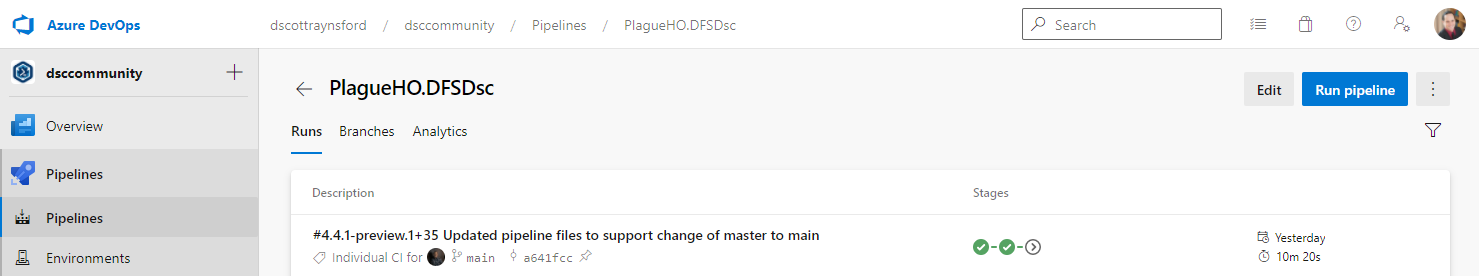 Azure DevOps
dscottraynsford / dsccommunity / Pipelines / PlagueHO.DFSDsc
Search
dsccommunity
Overview
Pipelines
Pipelines
Environments
PlagueHO.DFSDsc
Edit
Run pipeline
Runs Branches Analytics
Description Stages
#4.4.1-preview.1+35 Updated pipeline files to support change of master to main
Individual CI for main a641fcc
Yesterday
10m 20s